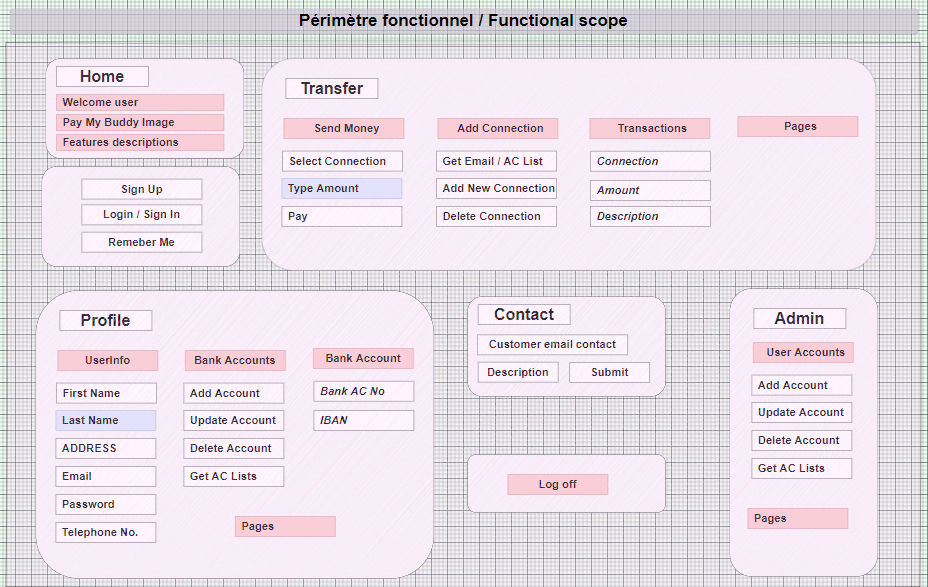 Périmètre fonctionnel / Functional scope
Home
Welcome user
Pay My Buddy Image
Features descriptions
Sign Up
Login / Sign In
Remeber Me
Transfer
Send Money
Select Connection
Type Amount
Pay
Add Connection
Get Email / AC List
Add New Connection
Delete Connection
Transactions
Connection
Amount
Description
Pages
Profile
UserInfo
First Name
Last Name
ADDRESS
Email
Password
Telephone No.
Bank Accounts
Add Account
Update Account
Delete Account
Get AC Lists
Bank Account
Bank AC No
IBAN
Pages
Contact
Customer email contact
Description
Submit
Log off
Admin
User Accounts
Add Account
Update Account
Delete Account
Get AC Lists
Pages